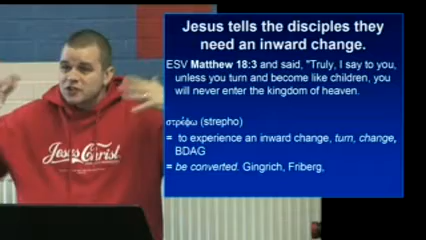 Jesus tells the disciples they
need an inward change.
ESV Matthew 18:3 and said, "Truly, I say to you,
unless you turn and become like children, you
will never enter the kingdom of heaven.
στρέφω (strepho)
= to experience an inward change, turn, change,
BDAG
= be converted. Gingrich, Friberg,
Jesus Christ